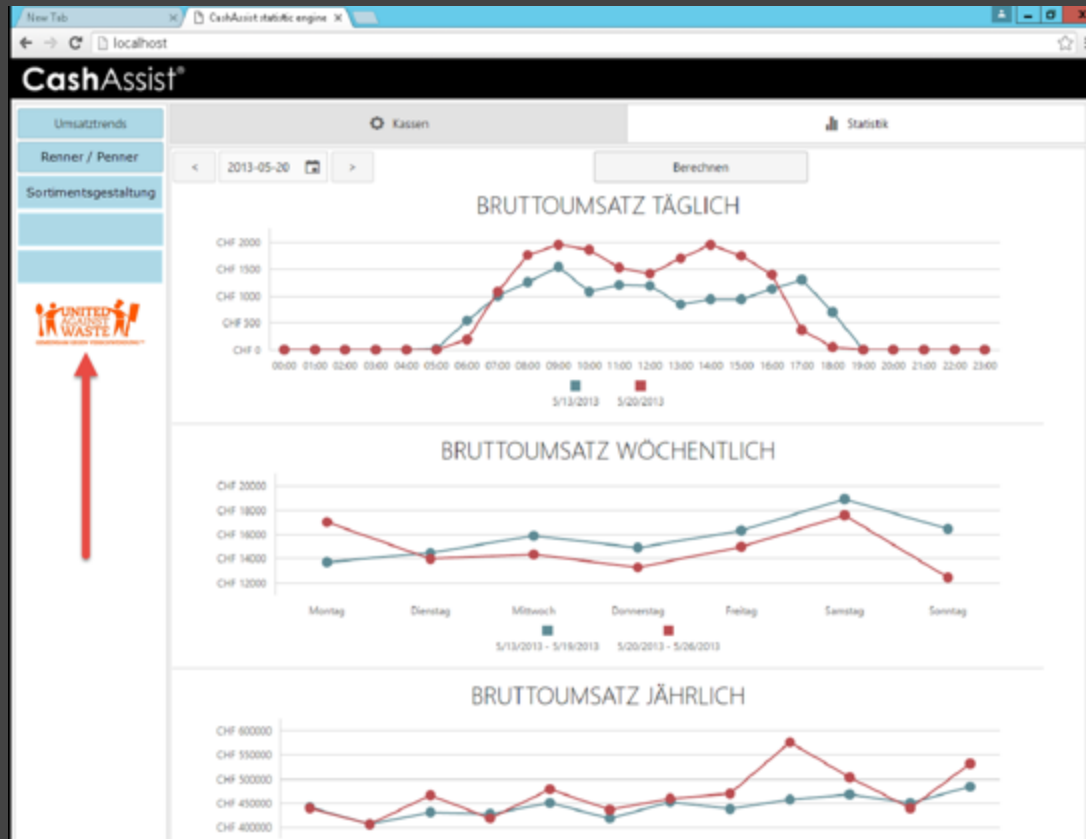 New Tab
CashAssist statistic engine
localhost
CashAssist®
Umsatztrends
Kassen
Statistik
Renner / Penner
< 2013-05-20 >
Berechnen
Sortimentsgestaltung
BRUTTOUMSATZ TÄGLICH
CHF 2000
CHF 1500
CHF 1000
CHF 500
CHF 0
00:00 01:00 02:00 03:00 04:00 05:00 06:00 07:00 08:00 09:00 10:00 11:00 12:00 13:00 14:00 15:00 16:00 17:00 18:00 19:00 20:00 21:00 22:00 23:00
5/13/2013 5/20/2013
UNITED
AGAINST
WASTE
GEMEINSAM GEGEN VERSCHWENDUNG
BRUTTOUMSATZ WÖCHENTLICH
CHF 20000
CHF 18000
CHF 16000
CHF 14000
CHF 12000
Montag Dienstag Mittwoch Donnerstag Freitag Samstag Sonntag
5/13/2013 - 5/19/2013 5/20/2013 - 5/26/2013
BRUTTOUMSATZ JÄHRLICH
CHF 600000
CHF 550000
CHF 500000
CHF 450000
CHF 400000